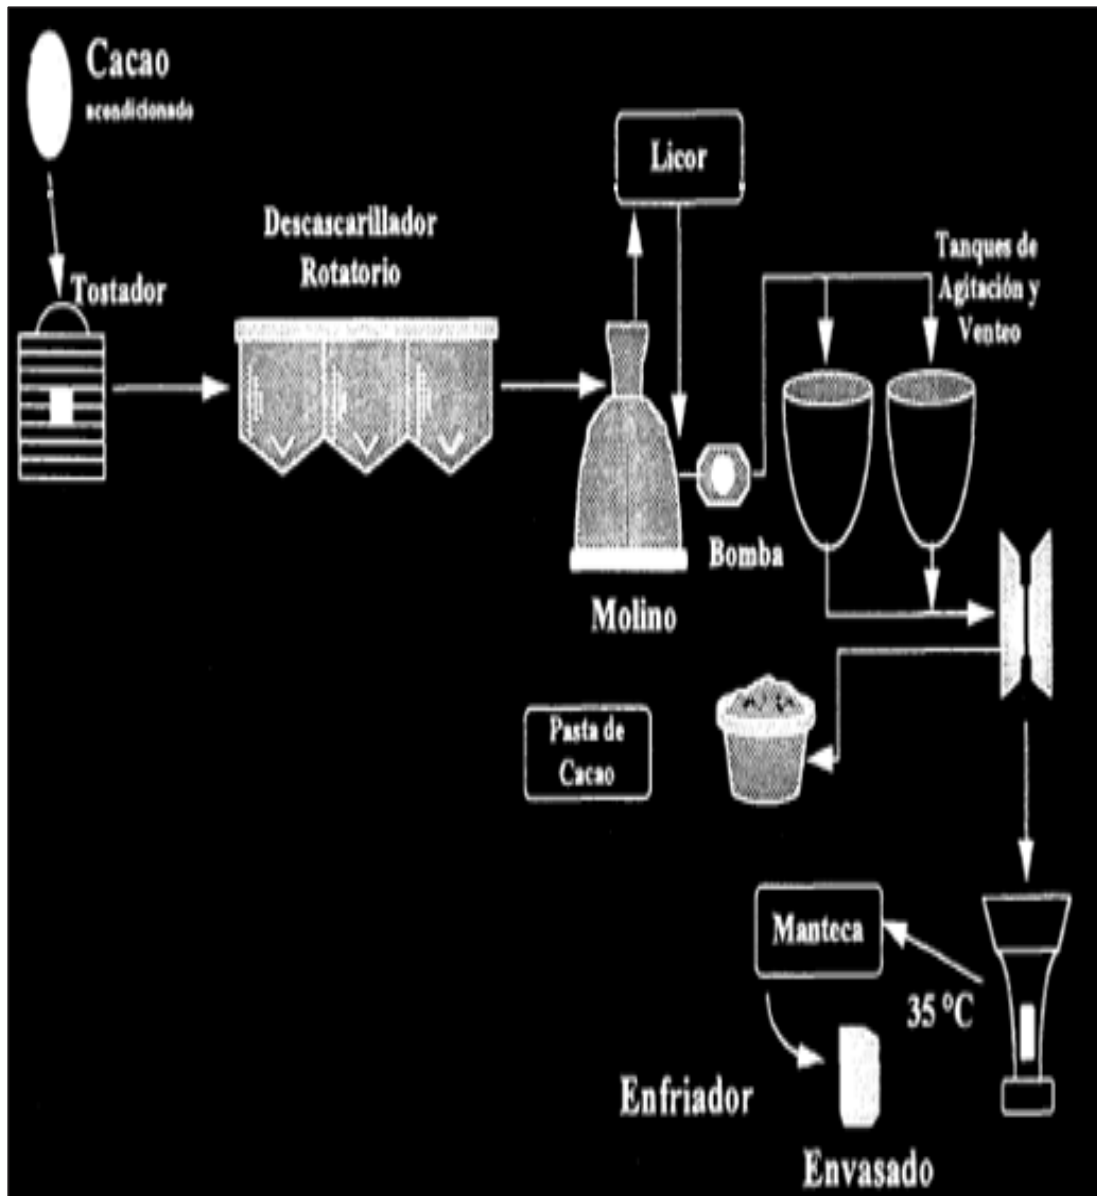 Cacao
acondicionado
Tostador
Descascarillador
Rotatorio
Licor
Tanques de
Agitación y
Venteo
Bomba
Molino
Pasta de
Cacao
Manteca
35 ºC
Enfriador
Envasado